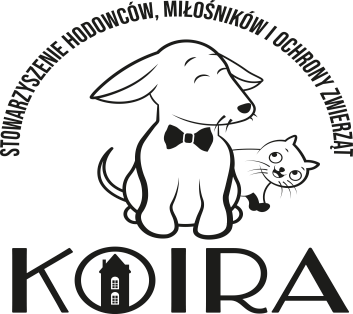 STOWARZYSZENIE HODOWCÓW, MIŁOŚNIKÓW I OCHRONY ZWIERZĄT
KOIRA